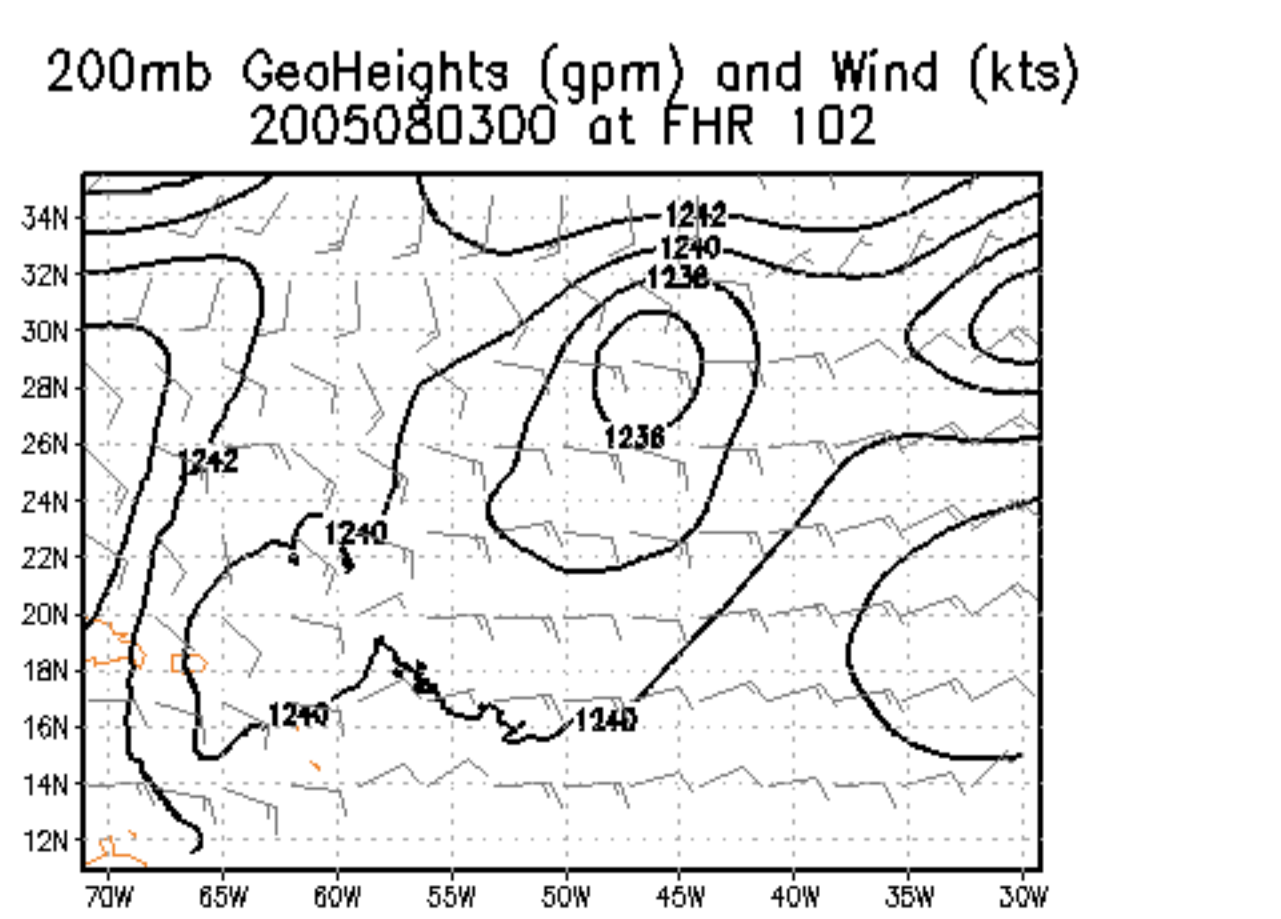 200mb GeoHeights (gpm) and Wind (kts)
2005080300 at FHR 102
34N
1242
1240
32N
1238
30N
28N
1236
26N
1242
24N
1240
22N
20N
18N
1240
1240
16N
14N
12N
70W 65W 60W 55W 50W 45W 40W 35W 30W